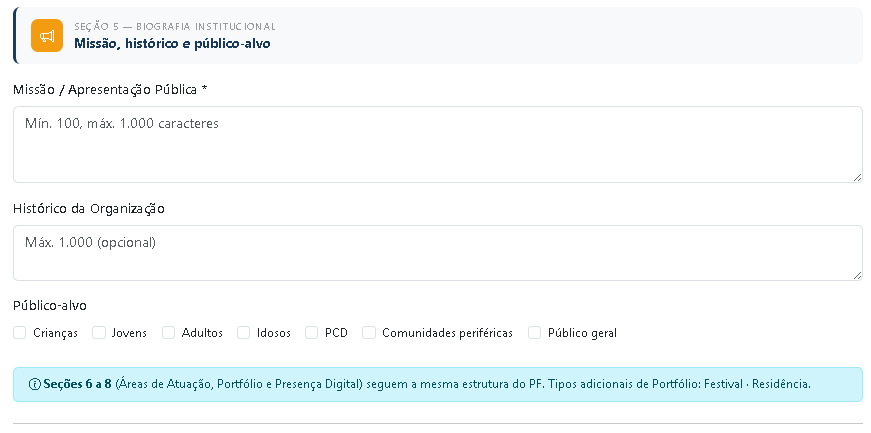 SEÇÃO 5 — BIOGRAFIA INSTITUCIONAL
Missão, histórico e público-alvo
Missão / Apresentação Pública *
Mín. 100, máx. 1.000 caracteres
Histórico da Organização
Máx. 1.000 (opcional)
Público-alvo
Crianças Jovens Adultos Idosos PCD Comunidades periféricas Público geral
Seções 6 a 8 (Áreas de Atuação, Portfólio e Presença Digital) seguem a mesma estrutura do PF. Tipos adicionais de Portfólio: Festival · Residência.